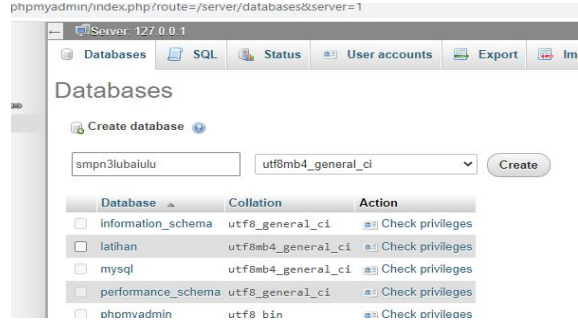 phpmyadmin/index.php?route=/server/databases&server=1
Server: 127.0.0.1
Databases SQL Status User accounts Export Im
Databases
Create database
smpn3lubaiulu utf8mb4_general_ci Create
Database Collation Action
information_schema utf8_general_ci Check privileges
latihan utf8mb4_general_ci Check privileges
mysql utf8mb4_general_ci Check privileges
performance_schema utf8_general_ci Check privileges
phpmyadmin utf8_bin Check privileges